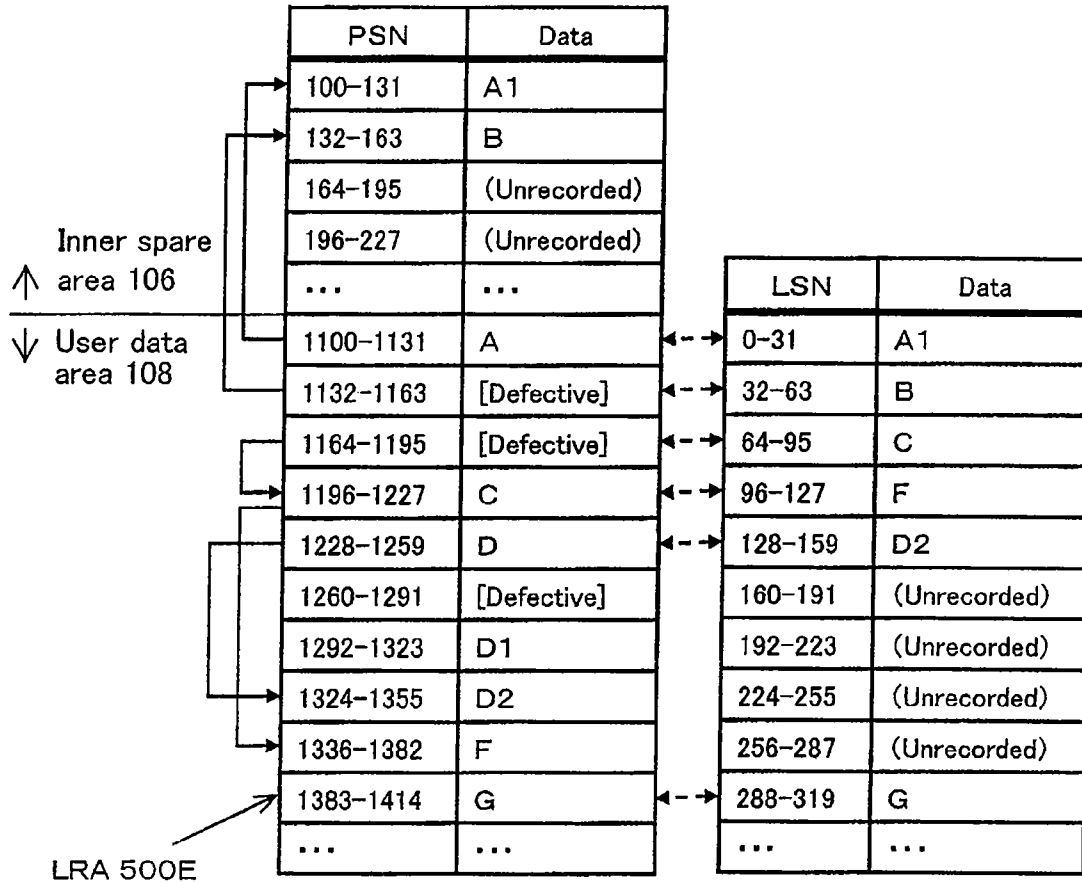 PSN Data
100-131 A1
132-163 B
164-195 (Unrecorded)
196-227 (Unrecorded)
... ...
Inner spare
area 106
User data
area 108
1100-1131 A
1132-1163 [Defective]
1164-1195 [Defective]
1196-1227 C
1228-1259 D
1260-1291 [Defective]
1292-1323 D1
1324-1355 D2
1336-1382 F
1383-1414 G
... ...
LRA 500E
LSN Data
0-31 A1
32-63 B
64-95 C
96-127 F
128-159 D2
160-191 (Unrecorded)
192-223 (Unrecorded)
224-255 (Unrecorded)
256-287 (Unrecorded)
288-319 G
... ...